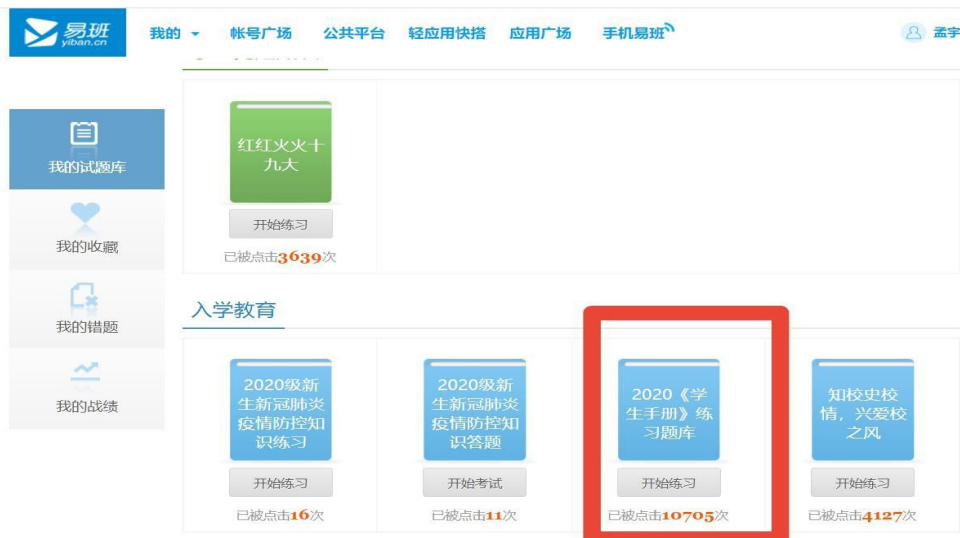 易班
yiban.cn
我的 帐号广场 公共平台 轻应用快搭 应用广场 手机易班 孟宇
我的试题库
我的收藏
我的错题
我的战绩
红红火火十
九大
开始练习
已被点击3639次
入学教育
2020级新
生新冠肺炎
疫情防控知
识练习
开始练习
已被点击16次
2020级新
生新冠肺炎
疫情防控知
识答题
开始考试
已被点击11次
2020《学
生手册》练
习题库
开始练习
已被点击10705次
知校史校
情，兴爱校
之风
开始练习
已被点击4127次